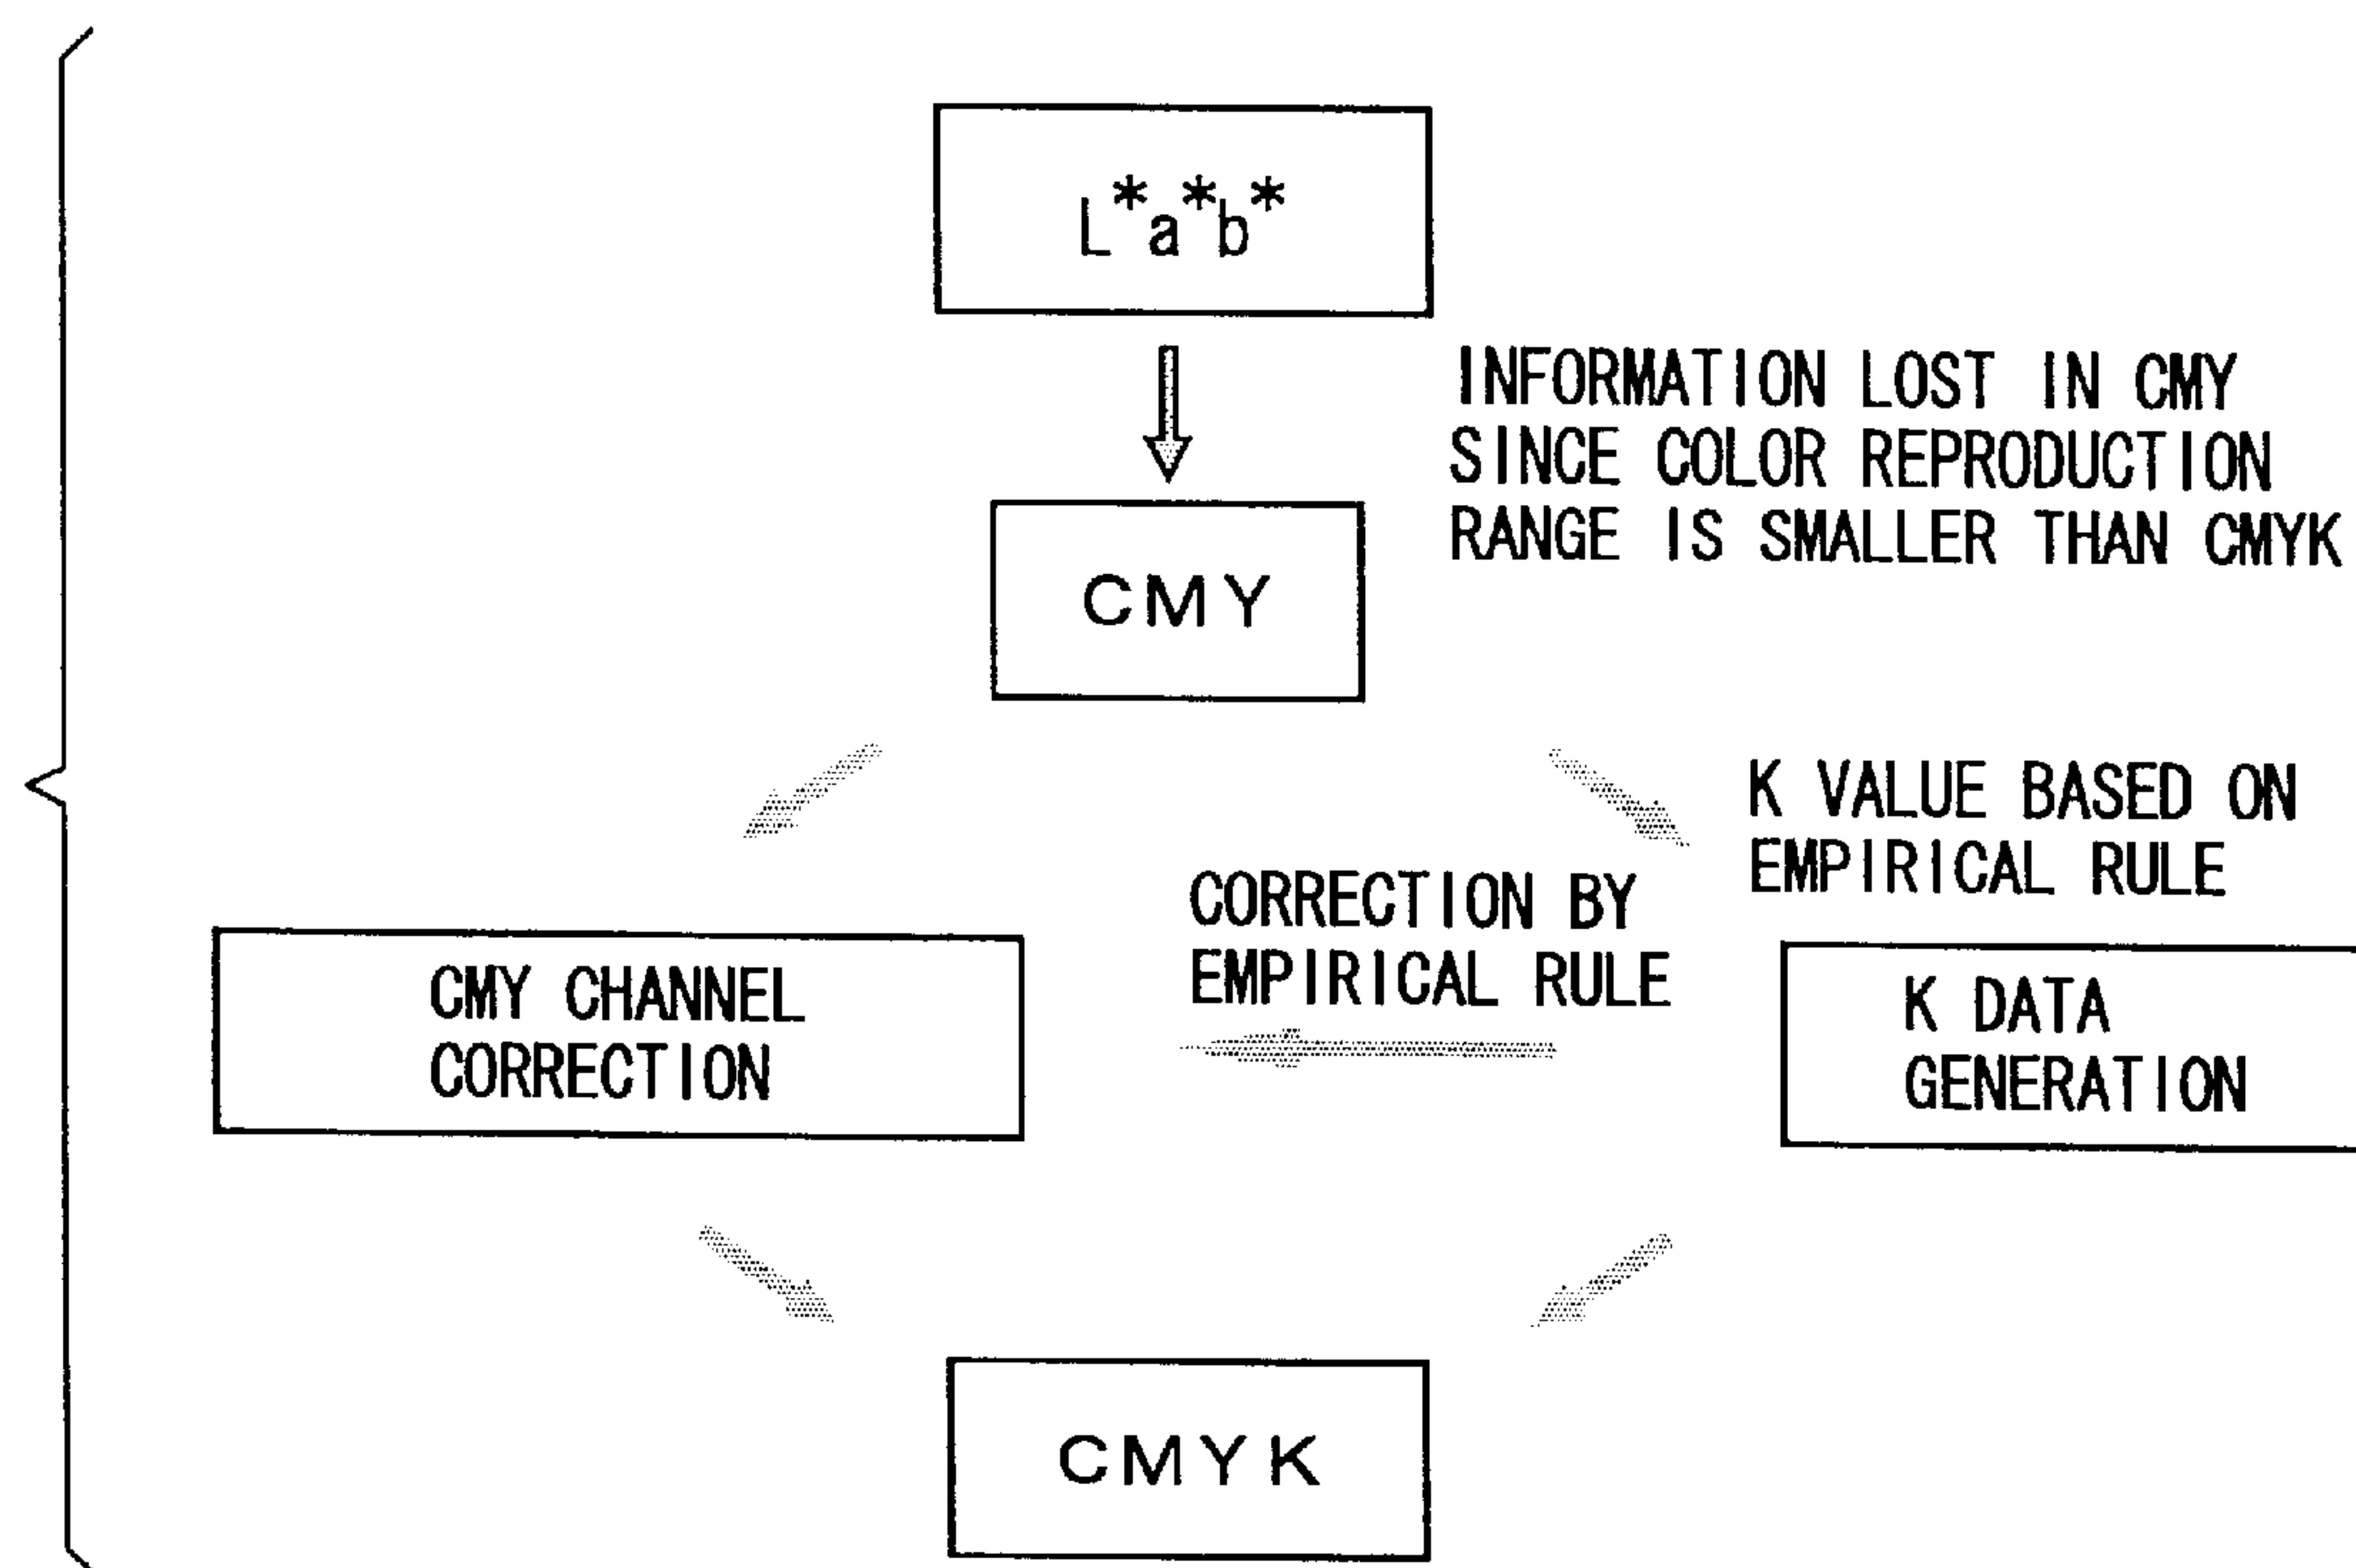 L*a*b*
INFORMATION LOST IN CMY
SINCE COLOR REPRODUCTION
RANGE IS SMALLER THAN CMYK
CMY
K VALUE BASED ON
EMPIRICAL RULE
CORRECTION BY
EMPIRICAL RULE
CMY CHANNEL
CORRECTION
K DATA
GENERATION
CMYK